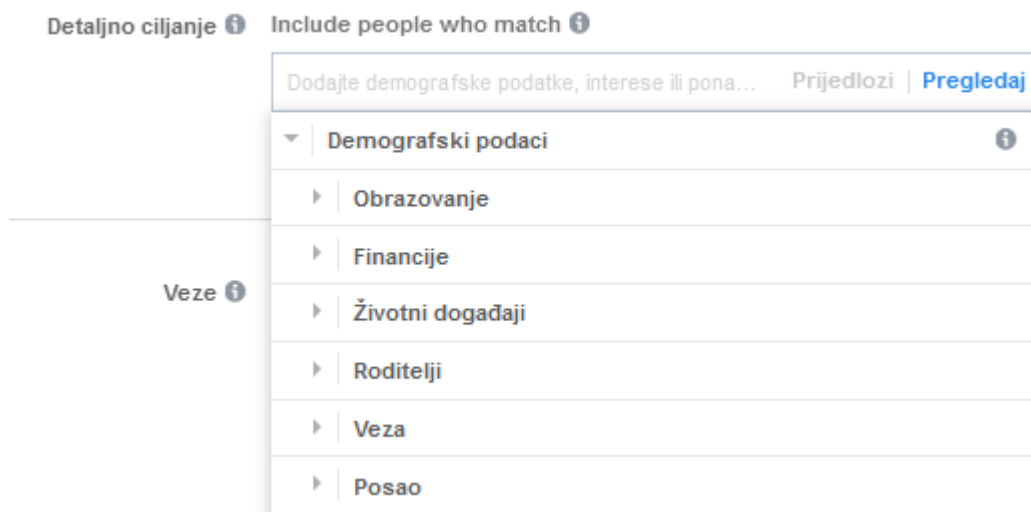 Detaljno ciljanje Include people who match
Dodajte demografske podatke, interese ili pona... Prijedlozi | Pregledaj
Demografski podaci
Obrazovanje
Financije
Veze
Životni događaji
Roditelji
Veza
Posao